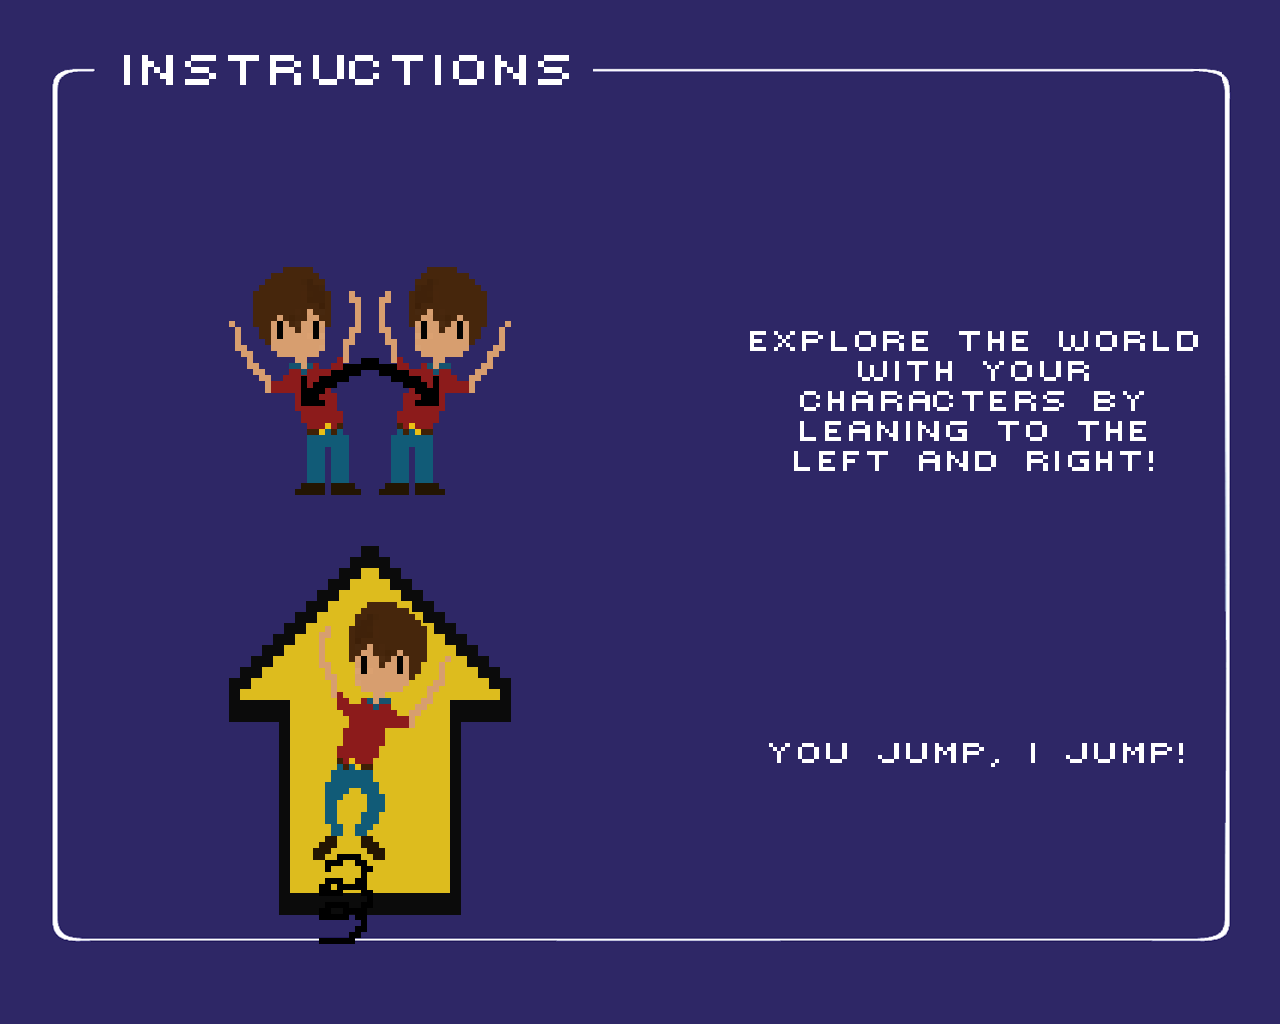 INSTRUCTIONS
EXPLORE THE WORLD
WITH YOUR
CHARACTERS BY
LEANING TO THE
LEFT AND RIGHT!
YOU JUMP, I JUMP!